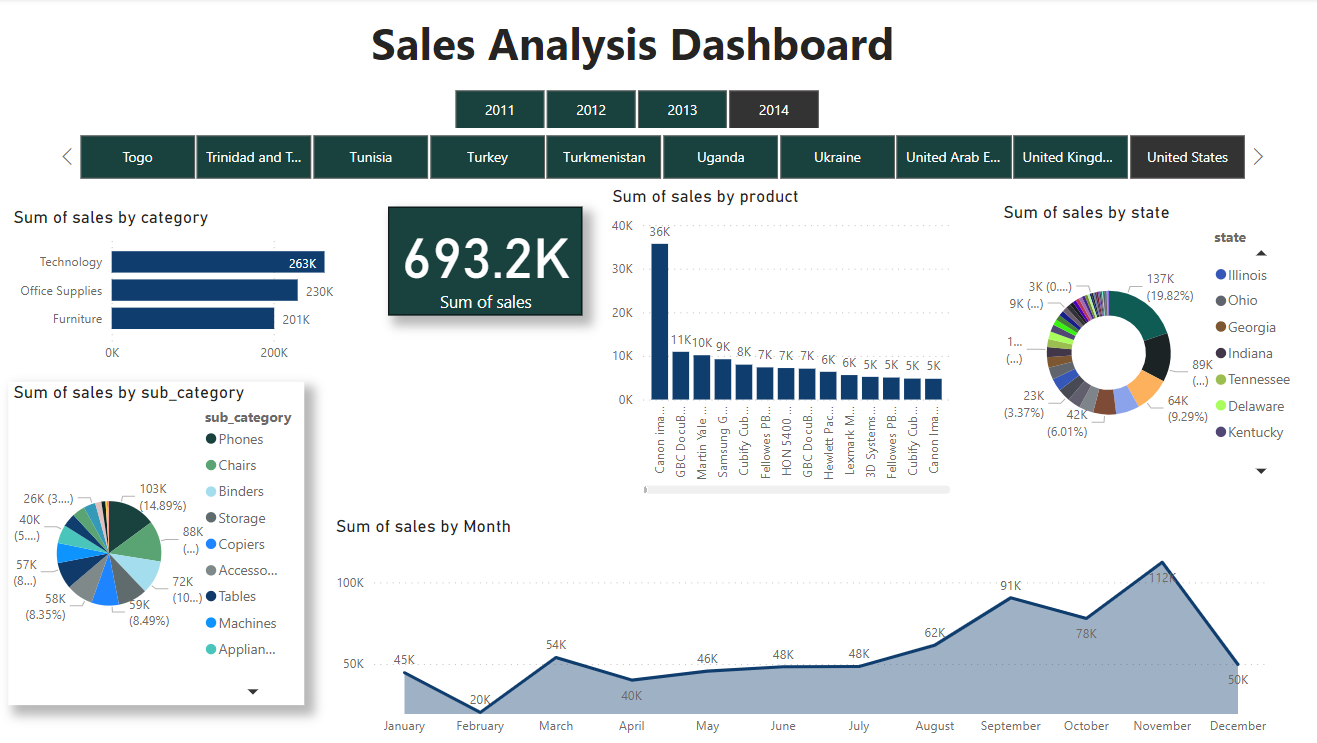 Sales Analysis Dashboard
2011 2012 2013 2014
Togo Trinidad and T... Tunisia Turkey Turkmenistan Uganda Ukraine United Arab E... United Kingd... United States
Sum of sales by category
Technology 263K
Office Supplies 230K
Furniture 201K
0K 200K
693.2K
Sum of sales
Sum of sales by product
40K
30K
20K
10K
0K
36K 11K 10K 9K 8K 7K 7K 7K 6K 6K 5K 5K 5K 5K
Canon ima...
GBC DocuB...
Martin Yale ...
Samsung G...
Cubify Cub...
Fellowes PB...
HON 5400 ...
GBC DocuB...
Hewlett Pac...
Lexmark M...
3D Systems ...
Fellowes PB...
Cubify Cub...
Canon Ima...
Sum of sales by state
state
Illinois
Ohio
Georgia
Indiana
Tennessee
Delaware
Kentucky
137K
(19.82%)
89K
(...)
64K
(9.29%)
42K
(6.01%)
23K
(3.37%)
1...
(...)
9K (...)
3K (0....)
Sum of sales by sub_category
sub_category
Phones
Chairs
Binders
Storage
Copiers
Accesso...
Tables
Machines
Applian...
103K
(14.89%)
88K
(...)
72K
(10...)
59K
(8.49%)
58K
(8.35%)
57K
(8...)
40K
(5....)
26K (3....)
Sum of sales by Month
100K
50K
45K 20K 54K 40K 46K 48K 48K 62K 91K 78K 112K 50K
January February March April May June July August September October November December